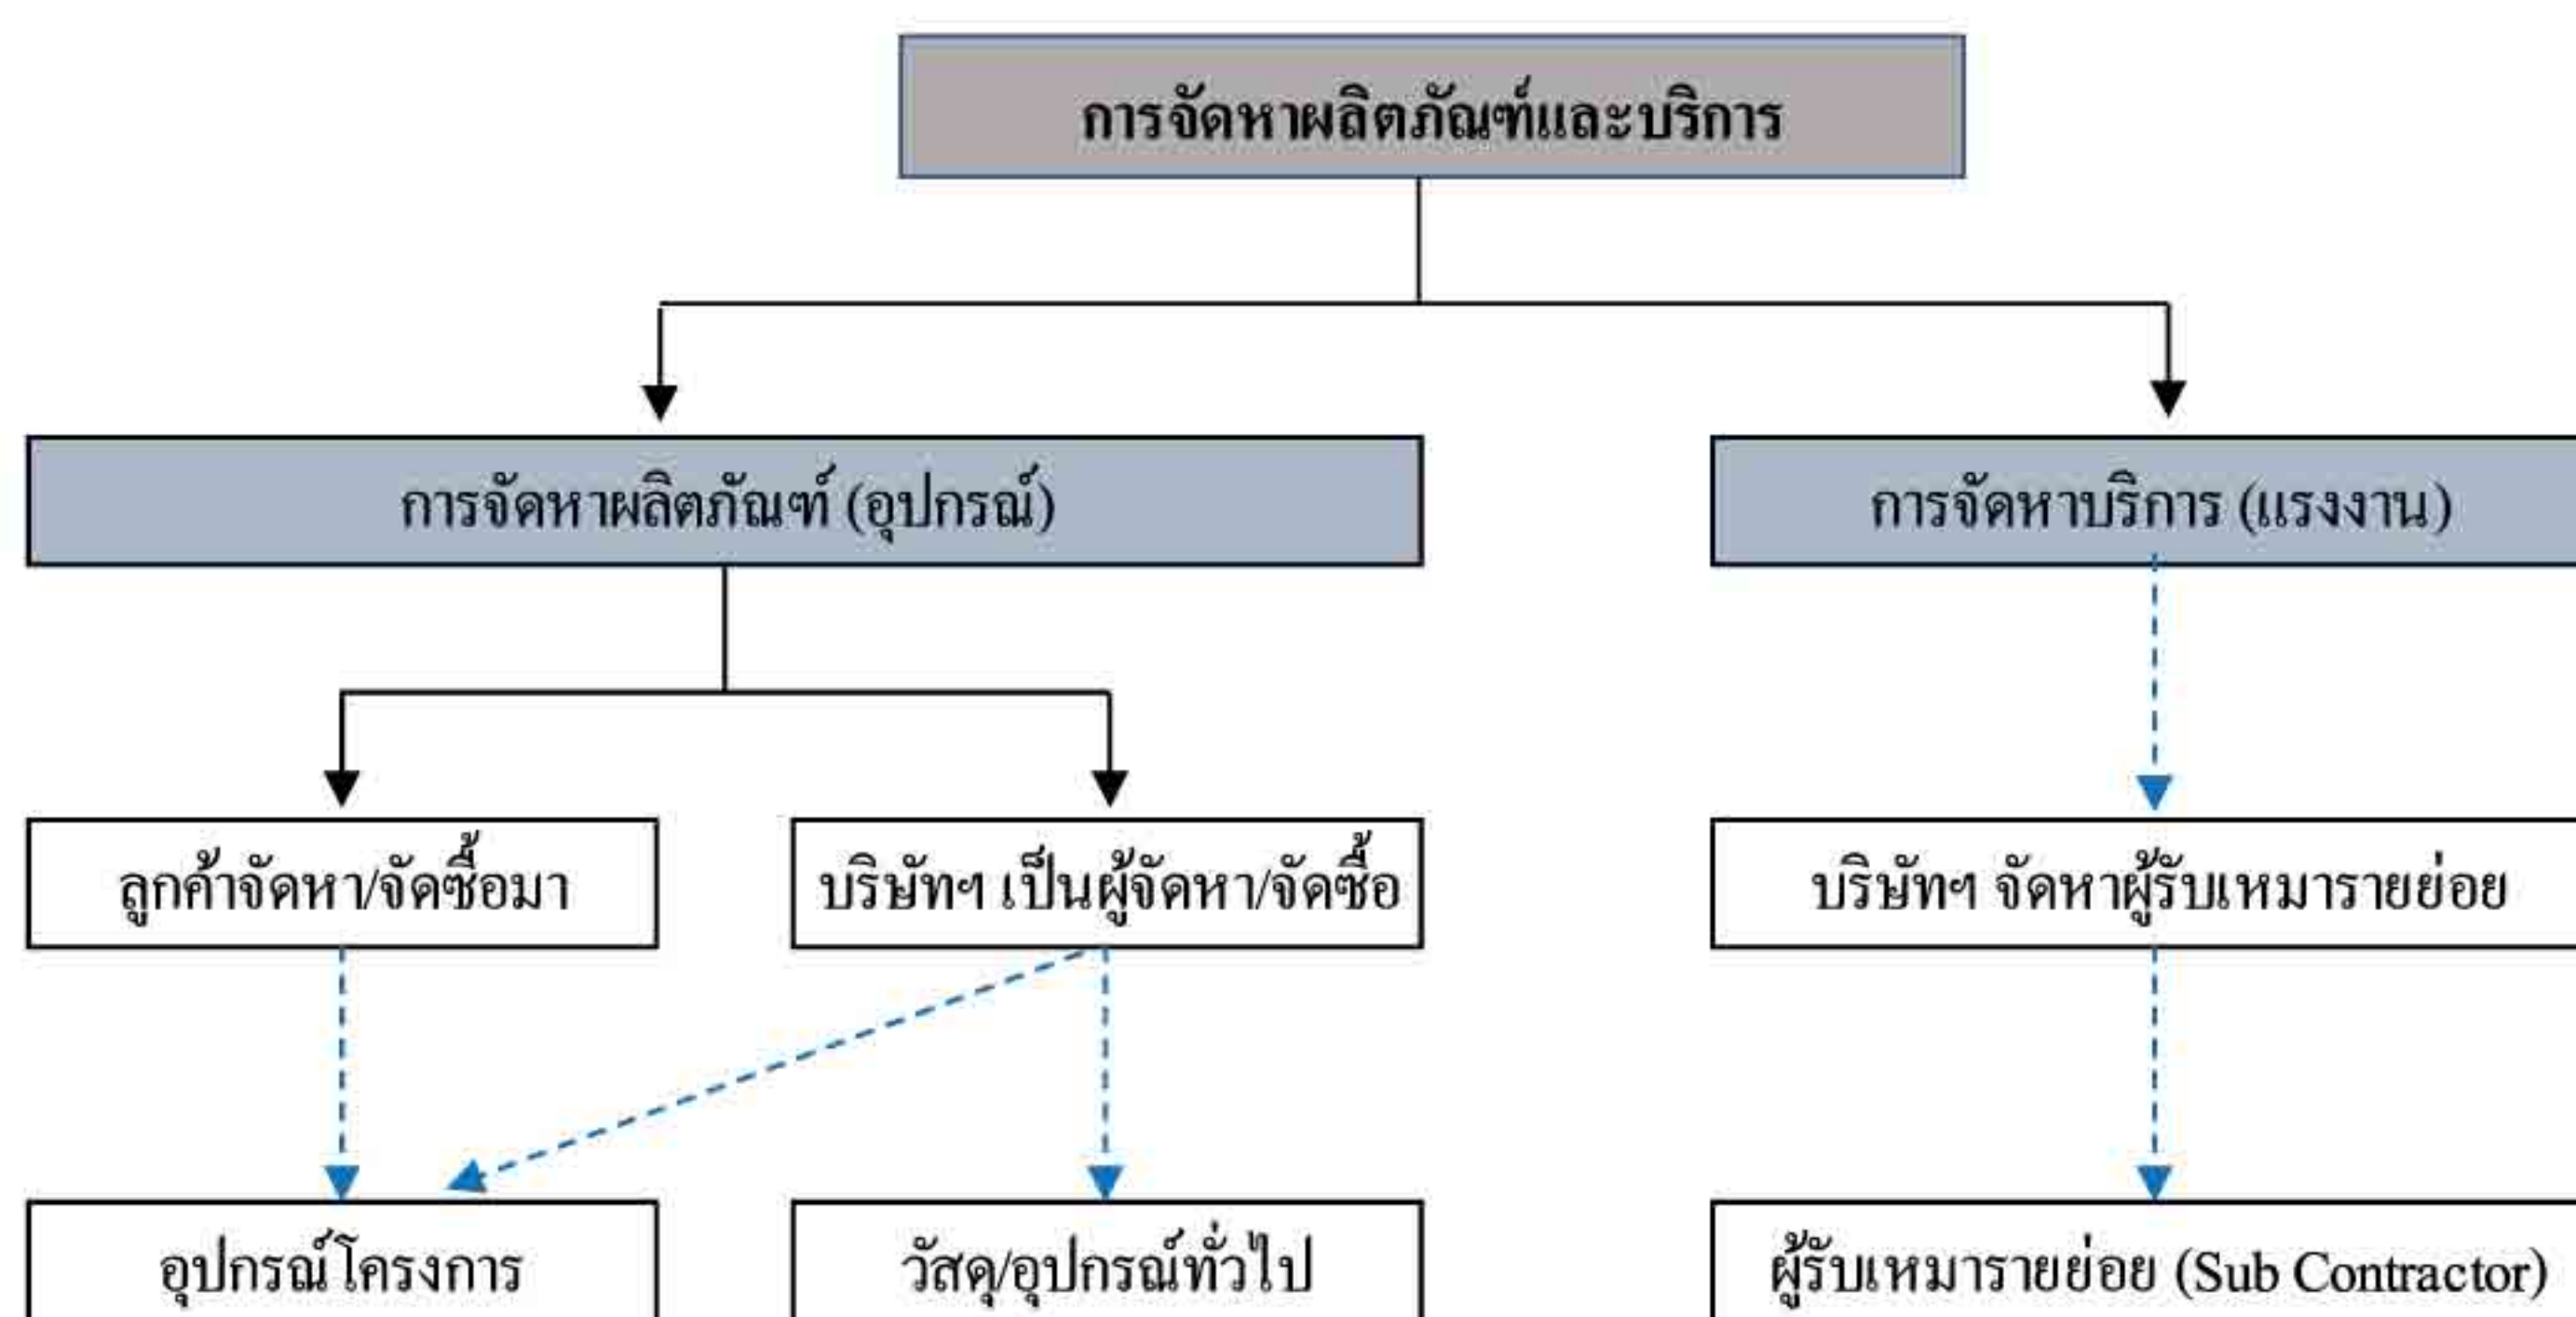 การจัดหาผลิตภัณฑ์และบริการ
การจัดหาผลิตภัณฑ์ (อุปกรณ์)
การจัดหาบริการ (แรงงาน)
ลูกค้าจัดหา/จัดซื้อมา
บริษัทฯ เป็นผู้จัดหา/จัดซื้อ
บริษัทฯ จัดหาผู้รับเหมารายย่อย
อุปกรณ์โครงการ
วัสดุ/อุปกรณ์ทั่วไป
ผู้รับเหมารายย่อย (Sub Contractor)